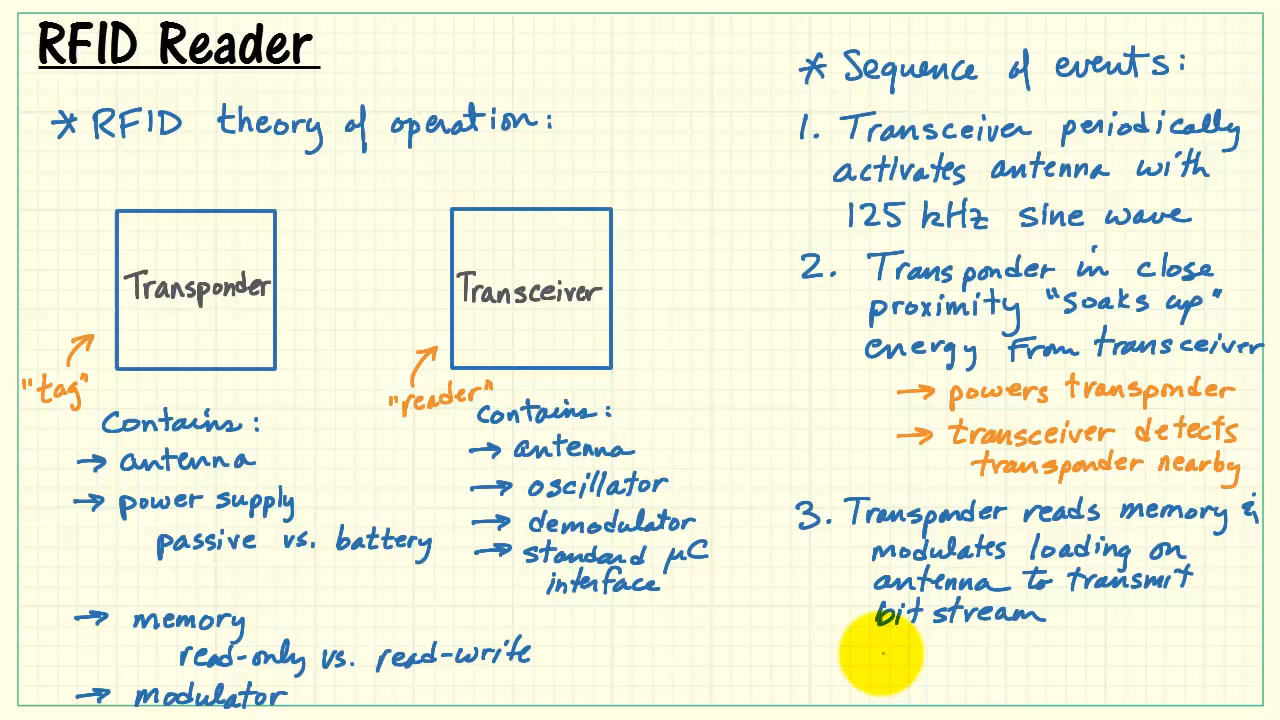 RFID Reader
* RFID theory of operation:
Transponder
"tag"
Contains:
→ antenna
→ power supply
passive vs. battery
→ memory
read-only vs. read-write
→ modulator
Transceiver
"reader"
contains:
→ antenna
→ oscillator
→ demodulator
→ standard μC
interface
* Sequence of events:
1. Transceiver periodically
activates antenna with
125 kHz sine wave
2. Transponder in close
proximity "soaks up"
energy from transceiver
→ powers transponder
→ transceiver detects
transponder nearby
3. Transponder reads memory &
modulates loading on
antenna to transmit
bit stream